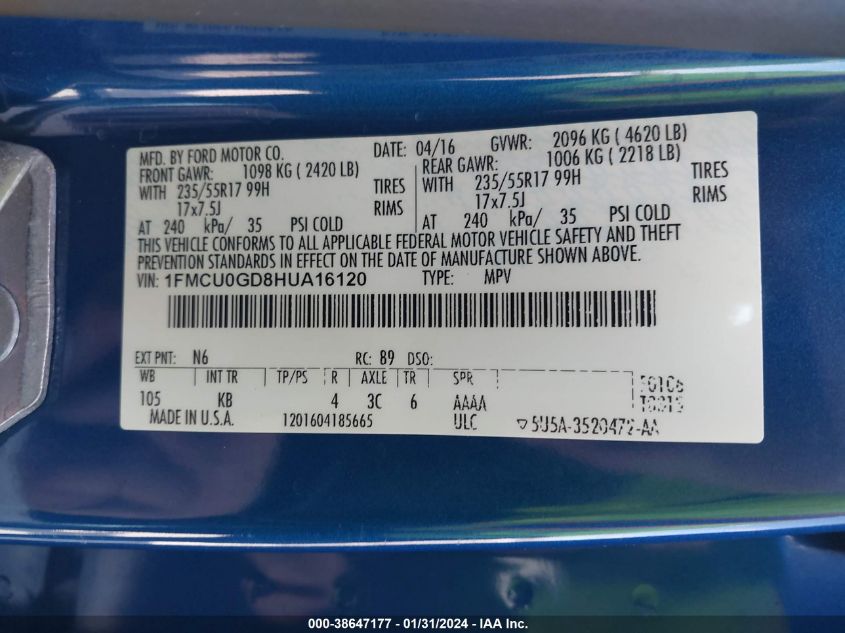 MFD. BY FORD MOTOR CO. DATE: 04/16 GVWR: 2096 KG ( 4620 LB)
FRONT GAWR: 1098 KG ( 2420 LB) REAR GAWR: 1006 KG ( 2218 LB)
WITH 235/55R17 99H TIRES WITH 235/55R17 99H TIRES
17x7.5J RIMS 17x7.5J RIMS
AT 240 kPa/ 35 PSI COLD AT 240 kPa/ 35 PSI COLD
THIS VEHICLE CONFORMS TO ALL APPLICABLE FEDERAL MOTOR VEHICLE SAFETY AND THEFT
PREVENTION STANDARDS IN EFFECT ON THE DATE OF MANUFACTURE SHOWN ABOVE.
VIN: 1FMCU0GD8HUA16120 TYPE: MPV
EXT PNT: N6 RC: 89 DSO:
WB INT TR TP/PS R AXLE TR SPR
105 KB 4 3C 6 AAAA
MADE IN U.S.A. 1201604185665 ULC
000-38647177 - 01/31/2024 - IAAI.COM